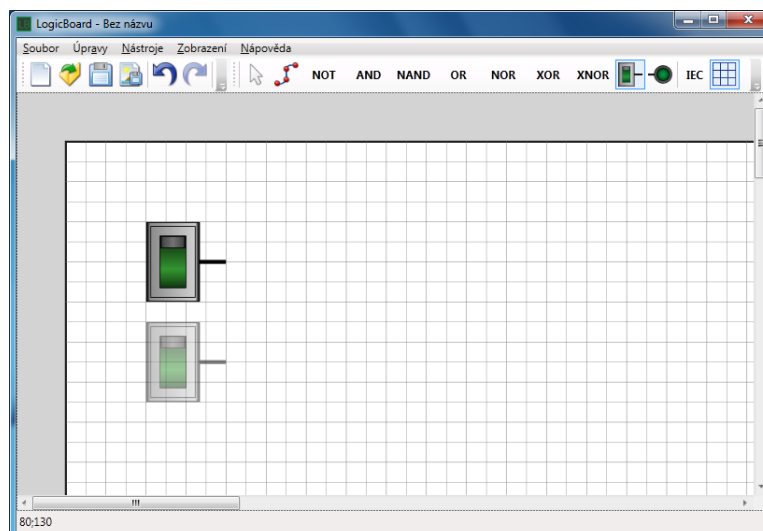 LogicBoard - Bez názvu
Soubor Úpravy Nástroje Zobrazení Nápověda
NOT AND NAND OR NOR XOR XNOR IEC
80;130